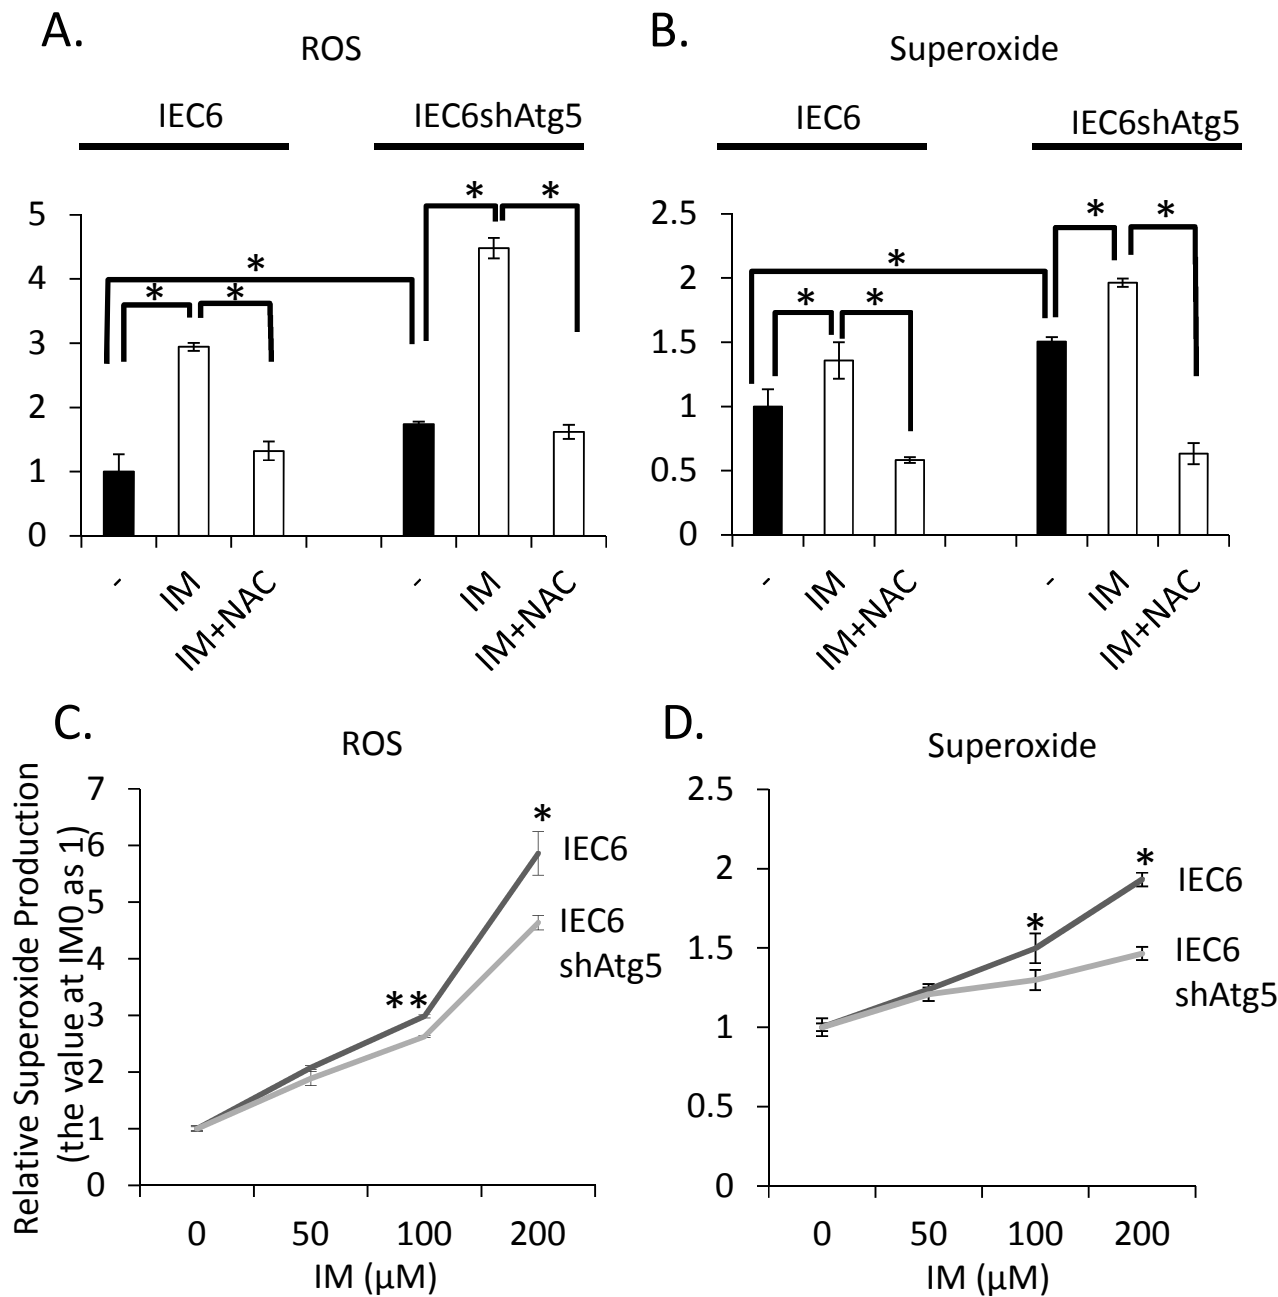 A.
ROS
IEC6
IEC6shAtg5
5
4
3
2
1
0
*
*
*
*
*
-
IM
IM+NAC
-
IM
IM+NAC
B.
Superoxide
IEC6
IEC6shAtg5
2.5
2
1.5
1
0.5
0
*
*
*
*
*
-
IM
IM+NAC
-
IM
IM+NAC
C.
ROS
Relative Superoxide Production
(the value at IM0 as 1)
7
6
5
4
3
2
1
0
*
**
IEC6
IEC6
shAtg5
0 50 100 200
IM (μM)
D.
Superoxide
2.5
2
1.5
1
0.5
0
*
*
IEC6
IEC6
shAtg5
0 50 100 200
IM (μM)